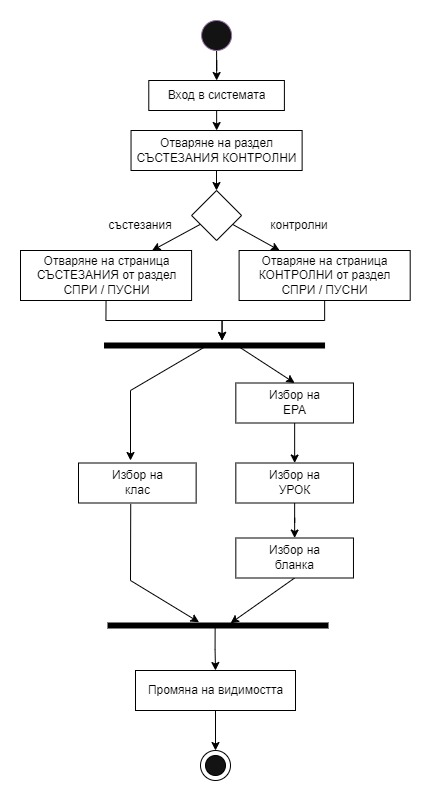 Вход в системата
Отваряне на раздел
СЪСТЕЗАНИЯ КОНТРОЛНИ
състезания
контролни
Отваряне на страница
СЪСТЕЗАНИЯ от раздел
СПРИ / ПУСНИ
Отваряне на страница
КОНТРОЛНИ от раздел
СПРИ / ПУСНИ
Избор на
ЕРА
Избор на
клас
Избор на
УРОК
Избор на
бланка
Промяна на видимостта